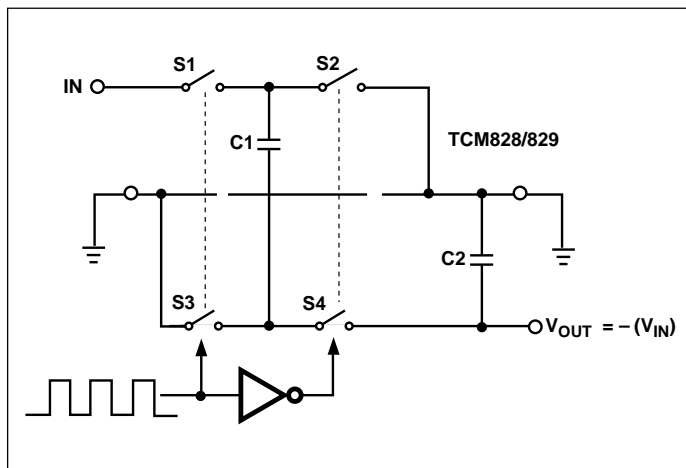 S1
S2
IN
C1
TCM828/829
C2
S3
S4
VOUT = – (VIN)